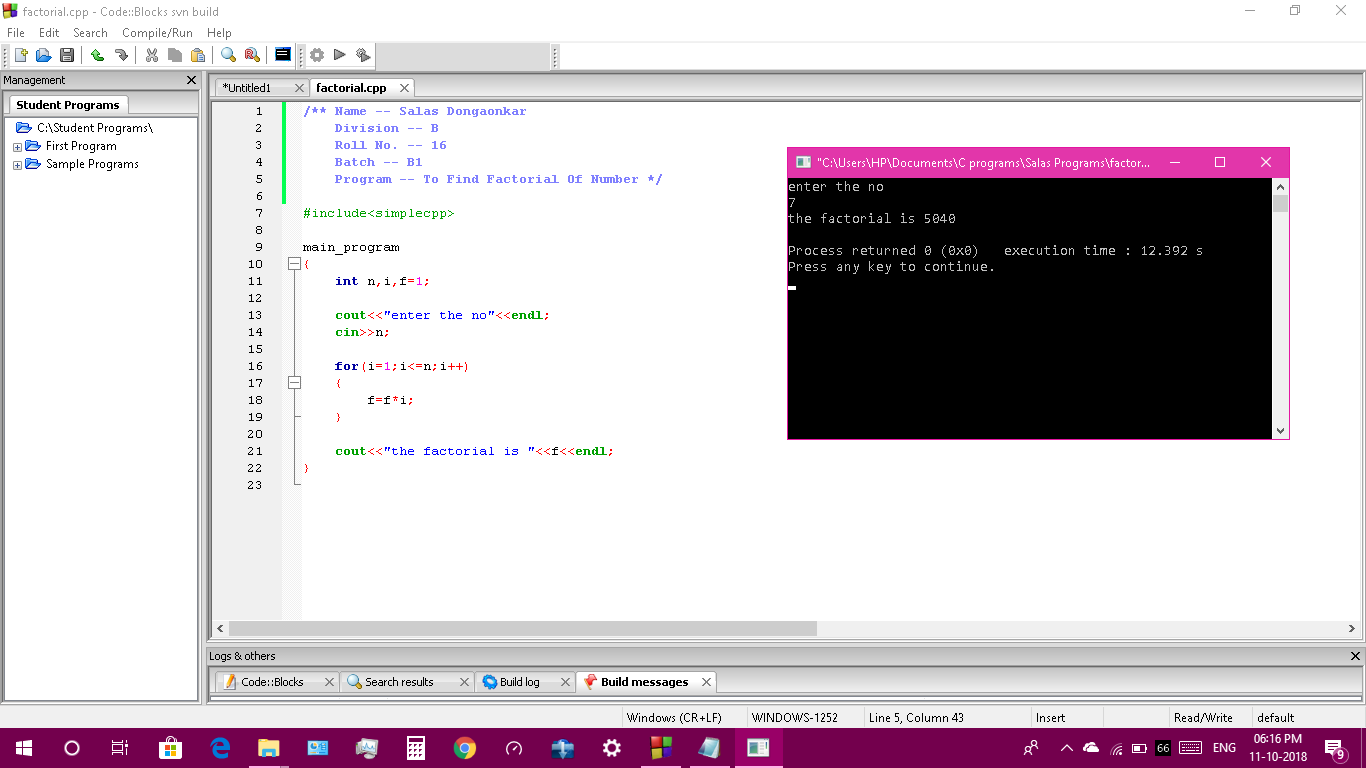 factorial.cpp - Code::Blocks svn build
File Edit Search Compile/Run Help
Management
*Untitled1 factorial.cpp
Student Programs
C:\Student Programs\
First Program
Sample Programs
1 /** Name -- Salas Dongaonkar
2 Division -- B
3 Roll No. -- 16
4 Batch -- B1
5 Program -- To Find Factorial Of Number */
6
7 #include<simplecpp>
8
9 main_program
10 {
11 int n,i,f=1;
12
13 cout<<"enter the no"<<endl;
14 cin>>n;
15
16 for(i=1;i<=n;i++)
17 {
18 f=f*i;
19 }
20
21 cout<<"the factorial is "<<f<<endl;
22 }
23
"C:\Users\HP\Documents\C programs\Salas Programs\factor...
enter the no
7
the factorial is 5040
Process returned 0 (0x0) execution time : 12.392 s
Press any key to continue.
Logs & others
Code::Blocks Search results Build log Build messages
Windows (CR+LF) WINDOWS-1252 Line 5, Column 43 Insert Read/Write default
66 ENG 06:16 PM
11-10-2018 9